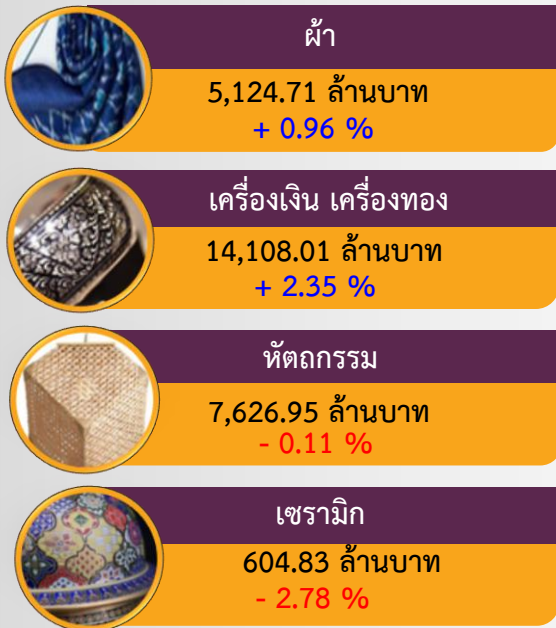 ผ้า
5,124.71 ล้านบาท
+ 0.96 %
เครื่องเงิน เครื่องทอง
14,108.01 ล้านบาท
+ 2.35 %
หัตถกรรม
7,626.95 ล้านบาท
- 0.11 %
เซรามิก
604.83 ล้านบาท
- 2.78 %